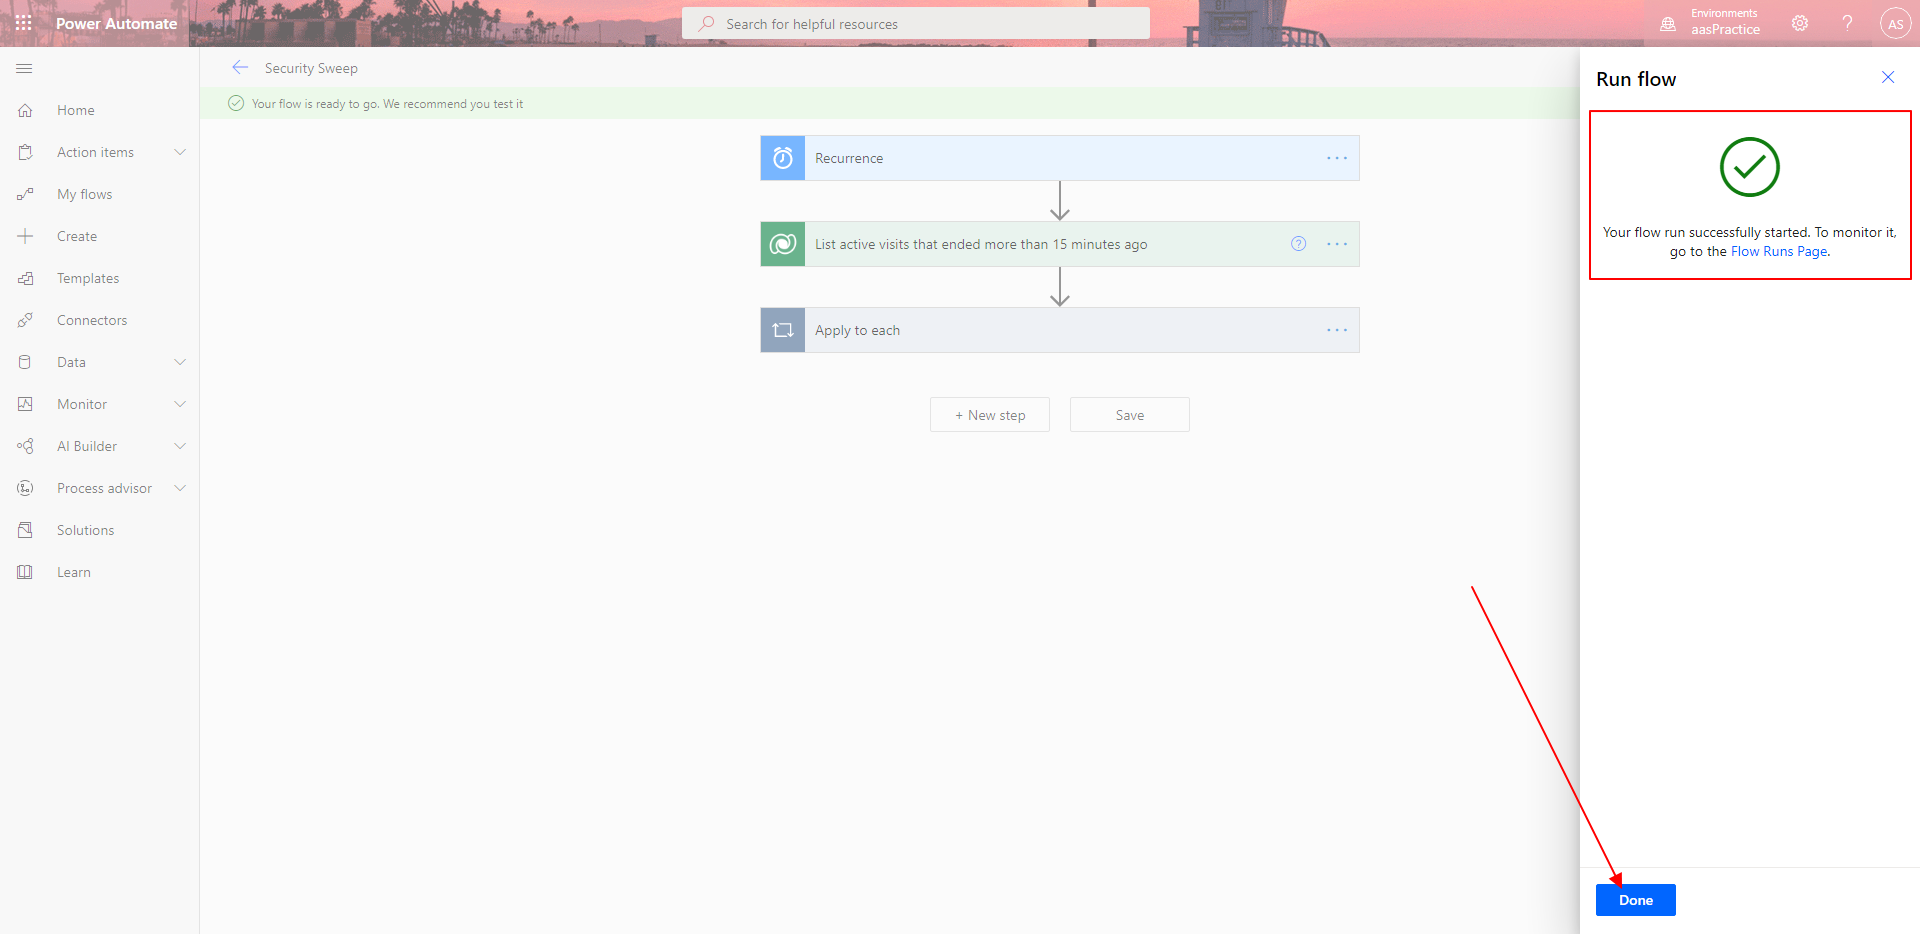 Power Automate
Search for helpful resources
Environments
aasPractice
?
AS
Security Sweep
Your flow is ready to go. We recommend you test it
Home
Action items
My flows
Create
Templates
Connectors
Data
Monitor
AI Builder
Process advisor
Solutions
Learn
Recurrence
...
List active visits that ended more than 15 minutes ago
?
...
Apply to each
...
+ New step
Save
Run flow
Your flow run successfully started. To monitor it,
go to the Flow Runs Page.
Done